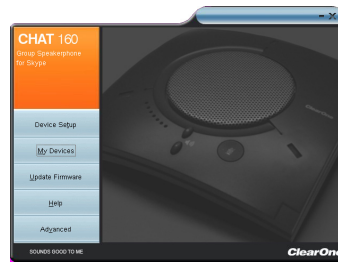 CHAT 160
Group Speakerphone
for Skype
Device Setup
My Devices
Update Firmware
Help
Advanced
ClearOne
SOUNDS GOOD TO ME
ClearOne